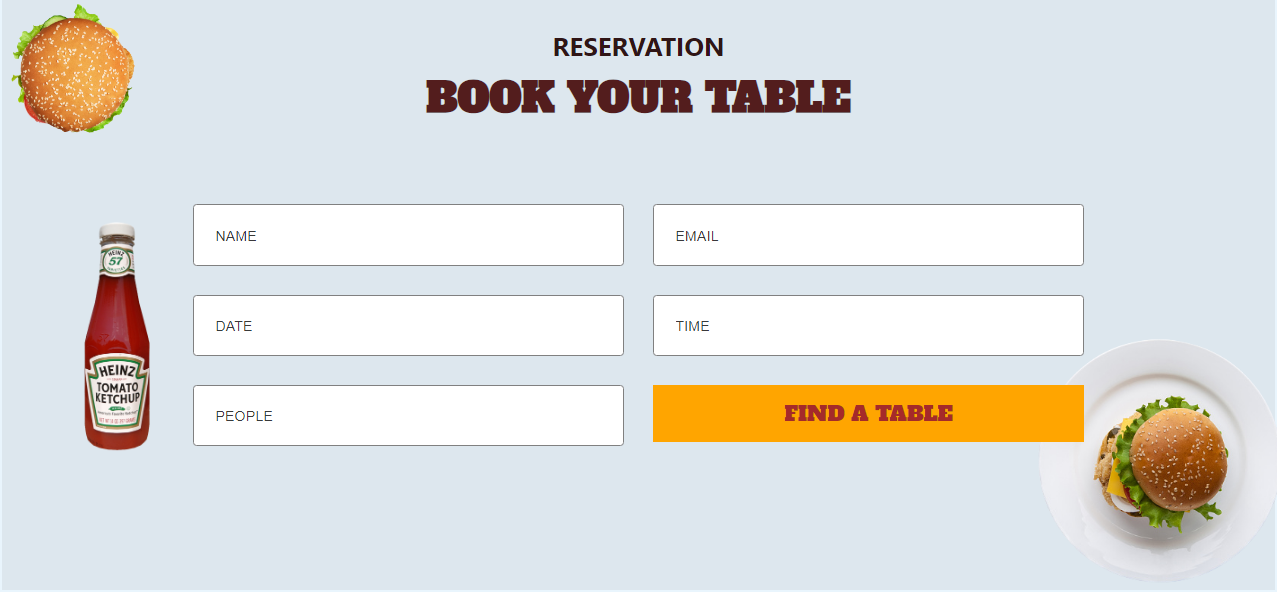 RESERVATION
BOOK YOUR TABLE
NAME
EMAIL
HEINZ
57
DATE
TIME
HEINZ
TOMATO
KETCHUP
PEOPLE
FIND A TABLE